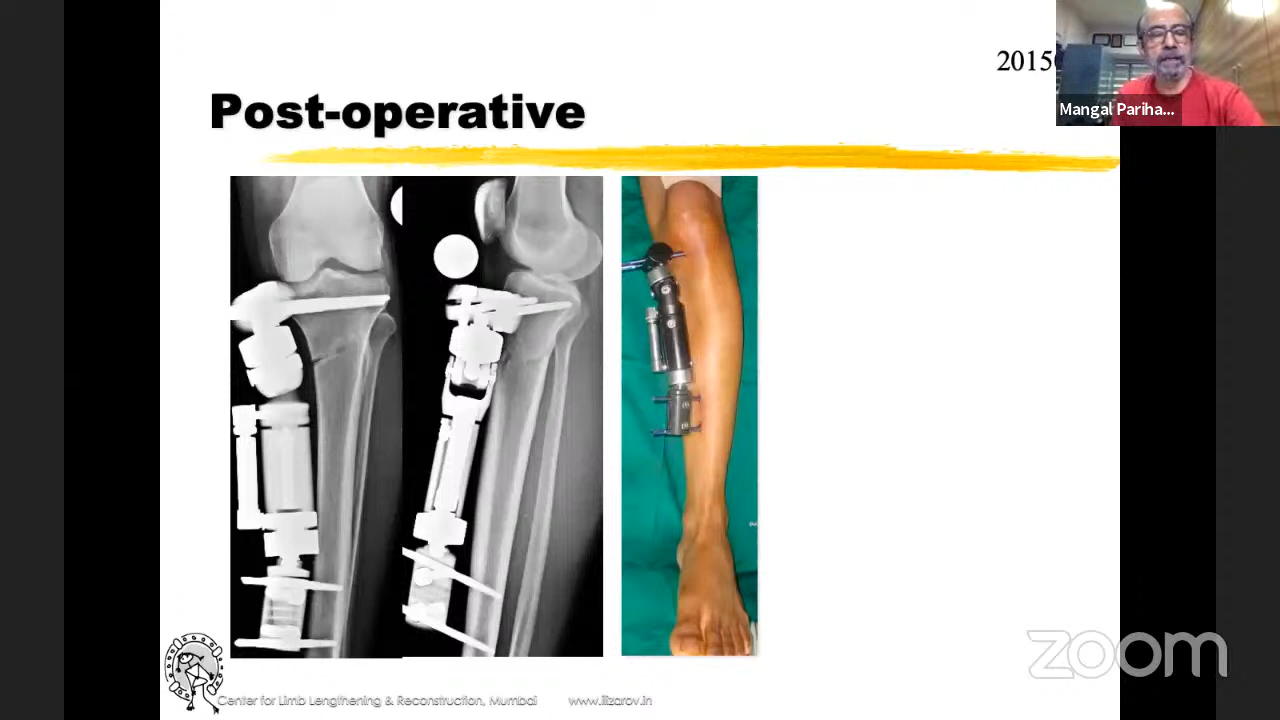 2015
Post-operative
Mangal Pariha...
Center for Limb Lengthening & Reconstruction, Mumbai www.ilizarov.in
zoom